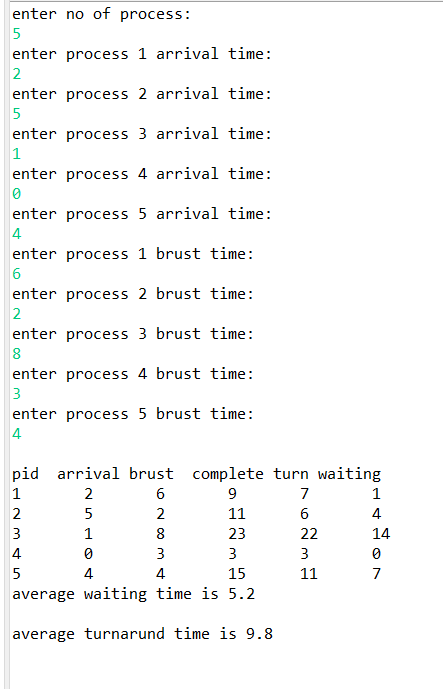 enter no of process:
5
enter process 1 arrival time:
2
enter process 2 arrival time:
5
enter process 3 arrival time:
1
enter process 4 arrival time:
0
enter process 5 arrival time:
4
enter process 1 brust time:
6
enter process 2 brust time:
2
enter process 3 brust time:
8
enter process 4 brust time:
3
enter process 5 brust time:
4
pid  arrival brust  complete turn waiting
1       2       6       9       7       1
2       5       2       11      6       4
3       1       8       23      22      14
4       0       3       3       3       0
5       4       4       15      11      7
average waiting time is 5.2
average turnarund time is 9.8